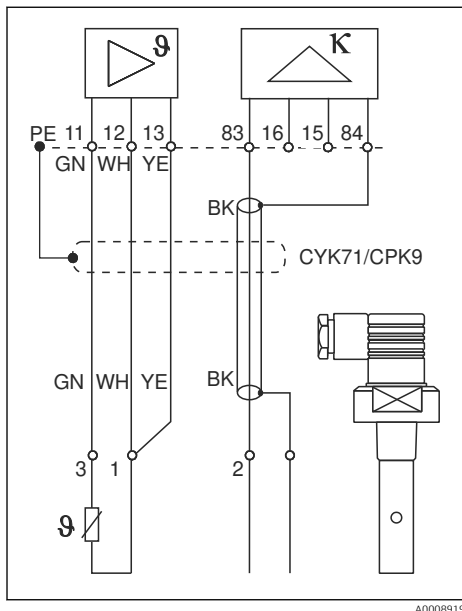 ϑ
κ
PE 11 12 13 83 16 15 84
GN WH YE
BK
CYK71/CPK9
GN WH YE BK
3 1 2
ϑ
A0008919